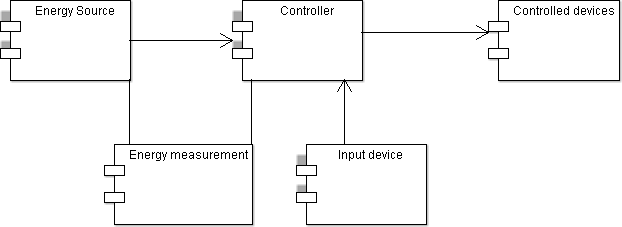 Energy Source
Controller
Controlled devices
Energy measurement
Input device